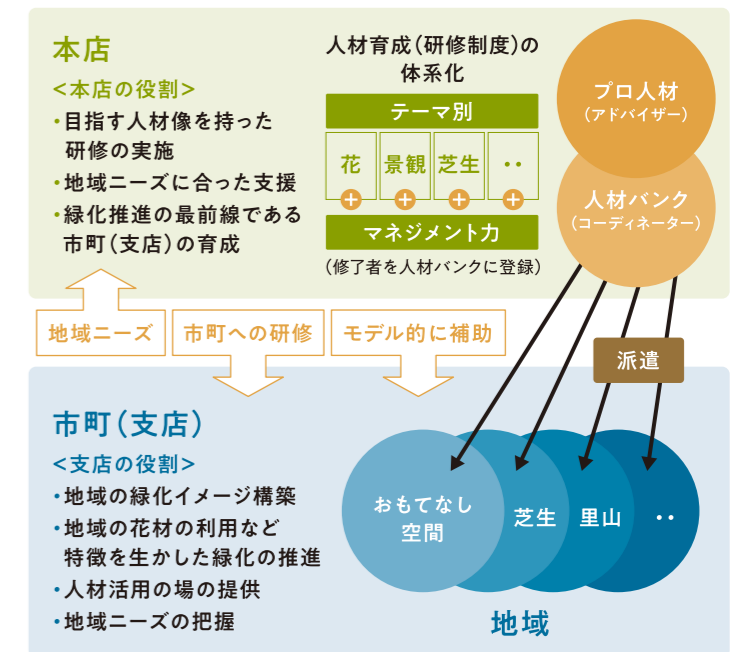 本店
<本店の役割>
・目指す人材像を持った
研修の実施
・地域ニーズに合った支援
・緑化推進の最前線である
市町（支店）の育成
人材育成（研修制度）の
体系化
テーマ別
花 景観 芝生 ‥
+ + + +
マネジメント力
（修了者を人材バンクに登録）
プロ人材
（アドバイザー）
人材バンク
（コーディネーター）
地域ニーズ
市町への研修
モデル的に補助
派遣
市町（支店）
<支店の役割>
・地域の緑化イメージ構築
・地域の花材の利用など
特徴を生かした緑化の推進
・人材活用の場の提供
・地域ニーズの把握
おもてなし
空間
芝生
里山
‥
地域